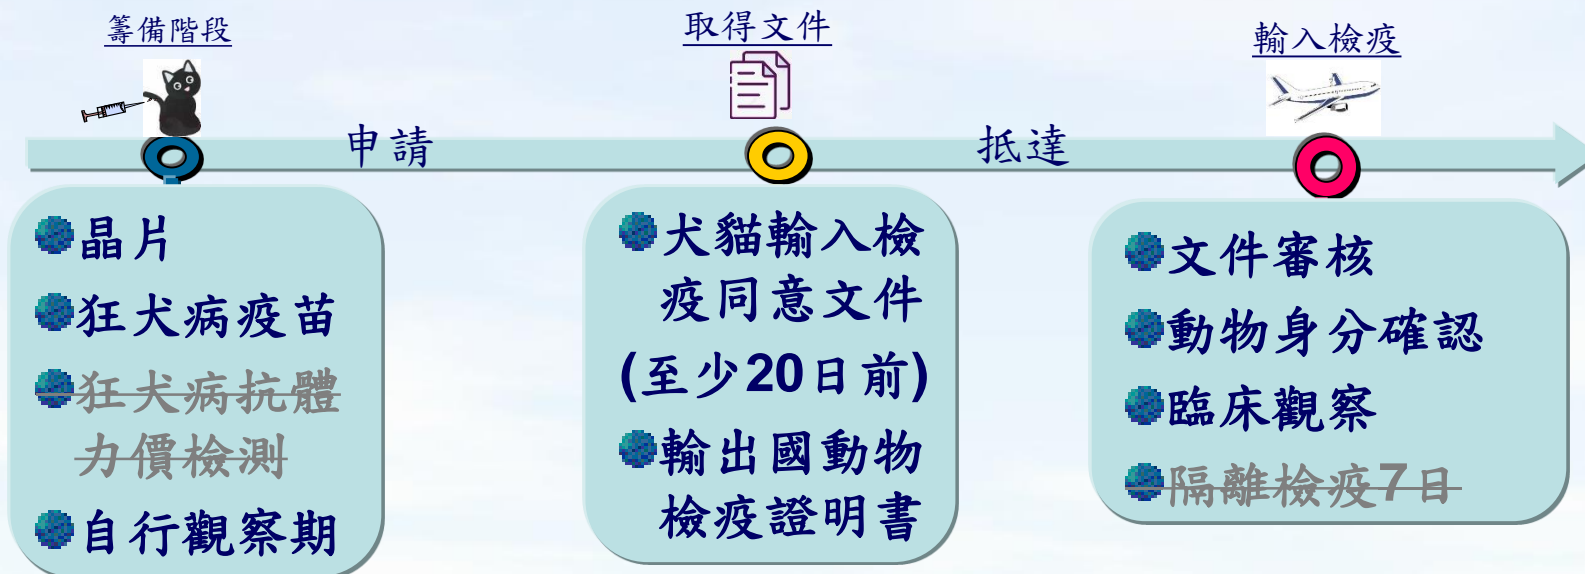 籌備階段
取得文件
輸入檢疫
申請
抵達
晶片
狂犬病疫苗
狂犬病抗體
力價檢測
自行觀察期
犬貓輸入檢
疫同意文件
(至少20日前)
輸出國動物
檢疫證明書
文件審核
動物身分確認
臨床觀察
隔離檢疫7日